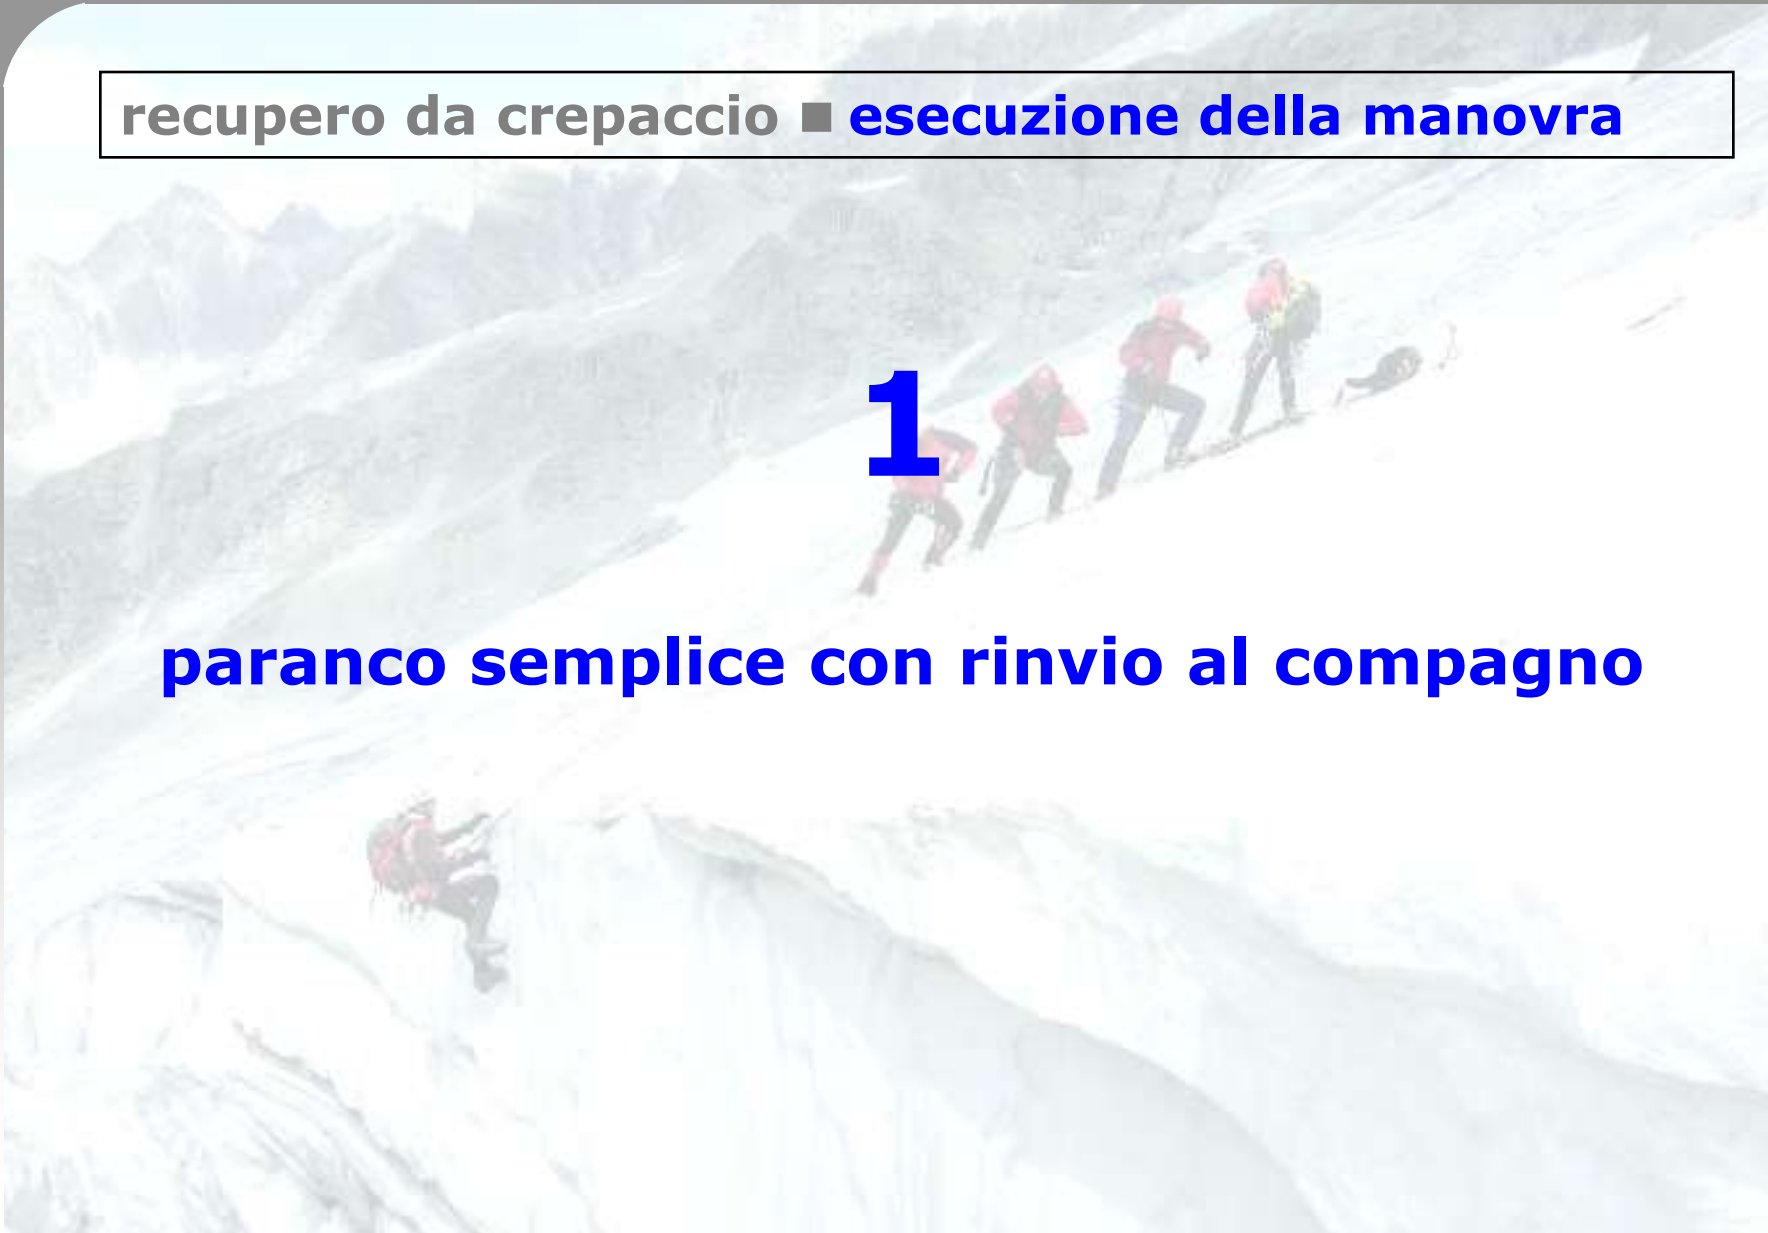 recupero da crepaccio ■ esecuzione della manovra
1
paranco semplice con rinvio al compagno